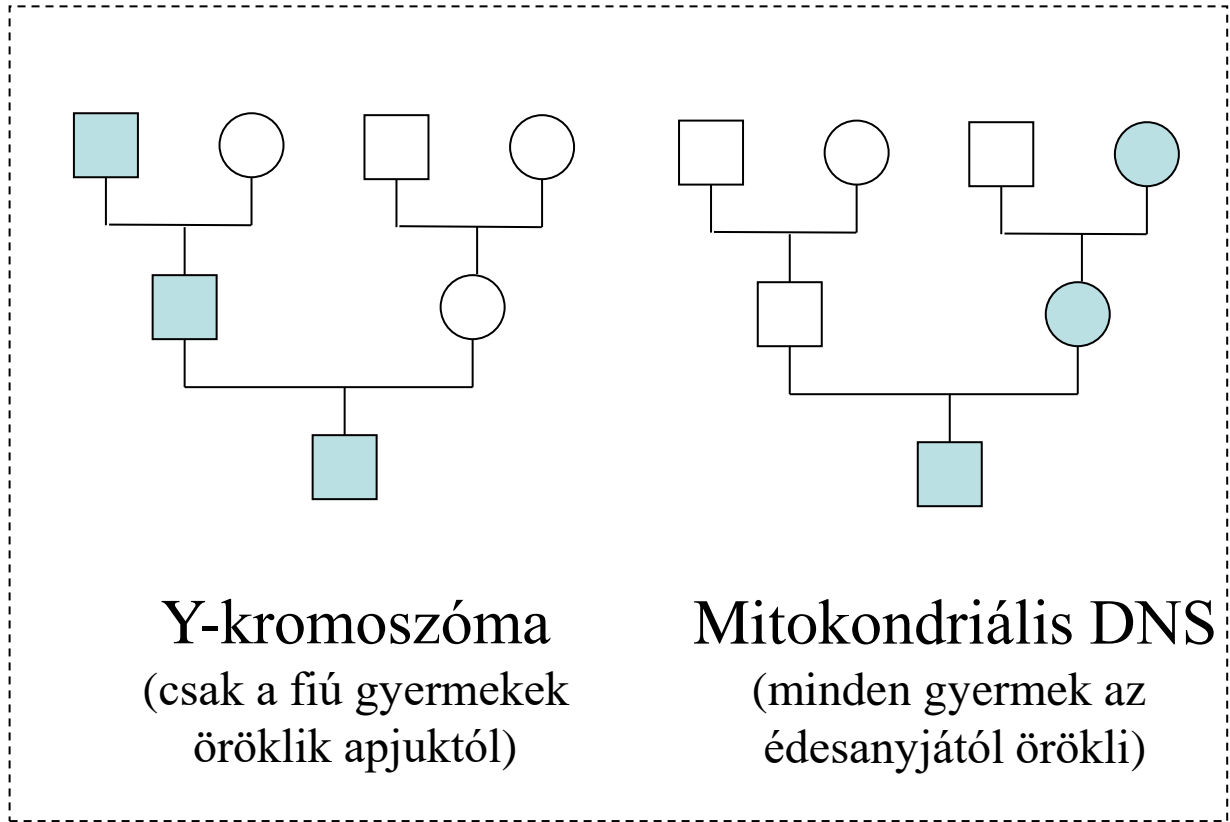 Y-kromoszóma
(csak a fiú gyermekek
öröklik apjuktól)
Mitokondriális DNS
(minden gyermek az
édesanyjától örökli)